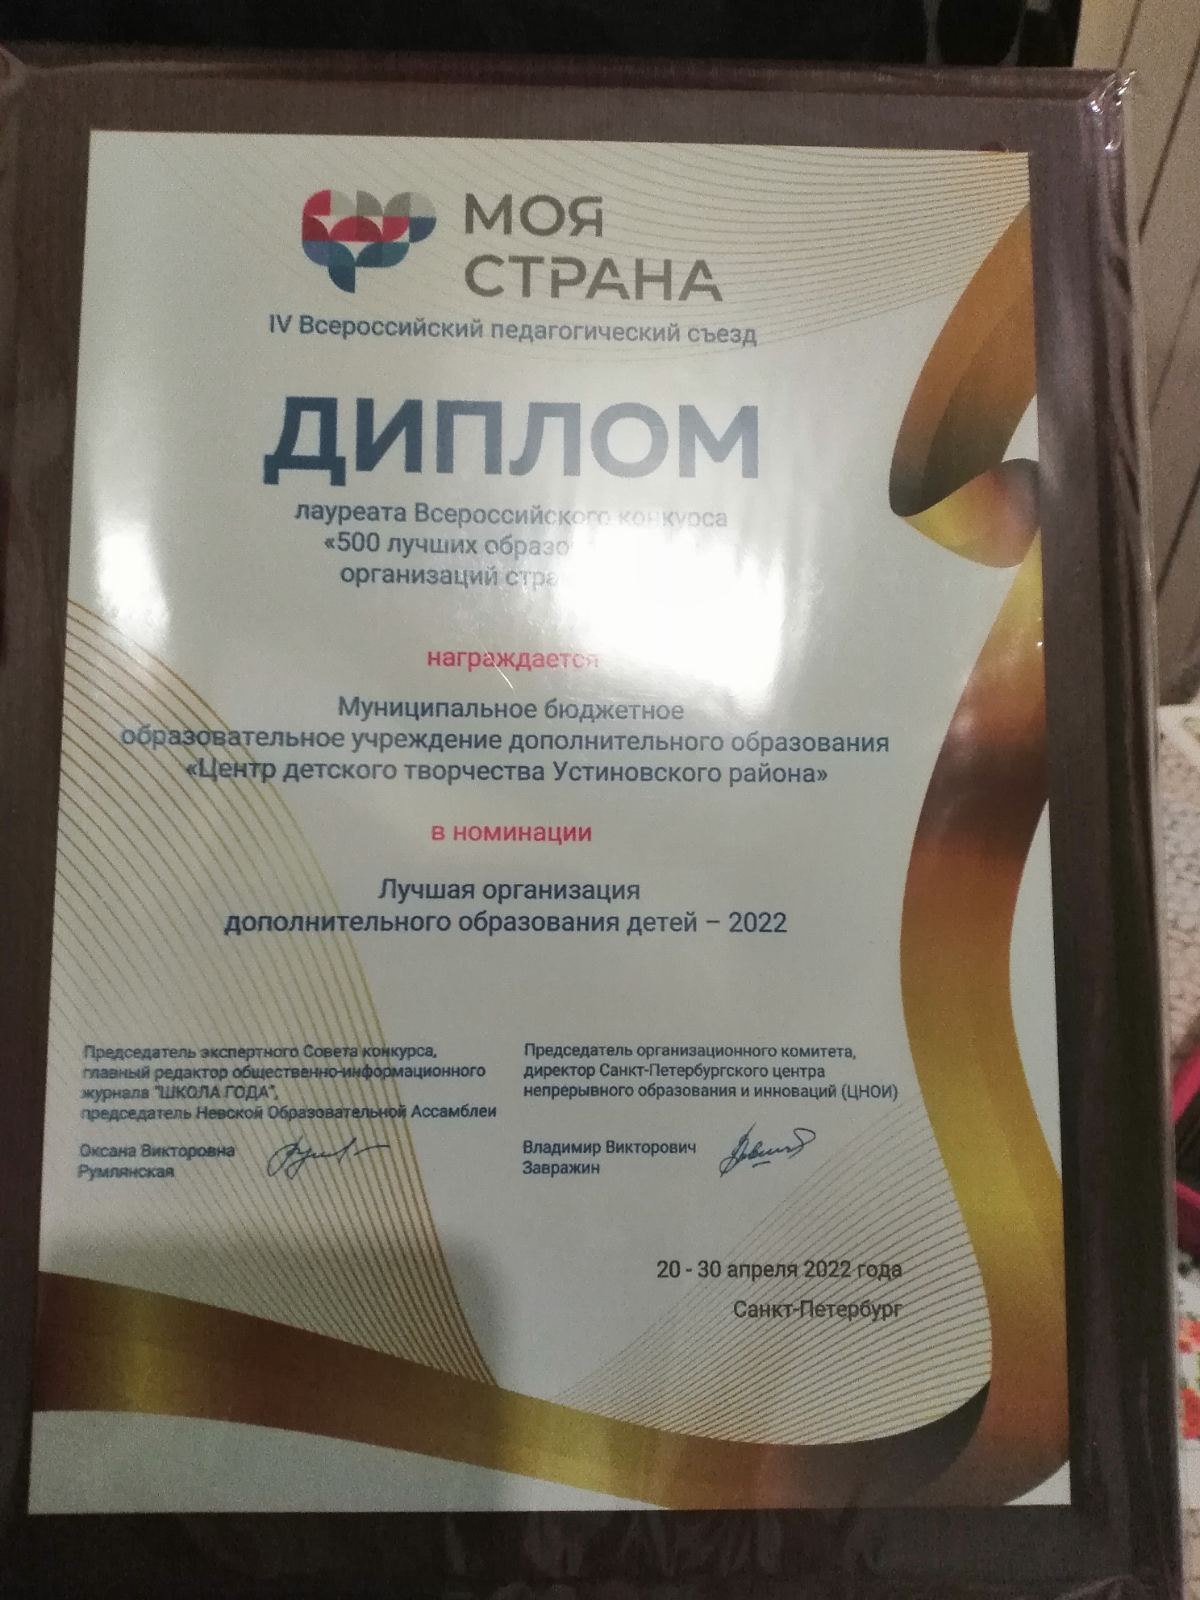 МОЯ
СТРАНА
IV Всероссийский педагогический съезд
ДИПЛОМ
лауреата Всероссийского конкурса
«500 лучших
организаций
награждается
Муниципальное бюджетное
образовательное учреждение дополнительного образования
«Центр детского творчества Устиновского района»
в номинации
Лучшая организация
дополнительного образования детей – 2022
Председатель экспертного Совета конкурса,
главный редактор общественно-информационного
журнала "ШКОЛА ГОДА",
председатель Невской Образовательной Ассамблеи
Оксана Викторовна
Румлянская
Председатель организационного комитета,
директор Санкт-Петербургского центра
непрерывного образования и инноваций (ЦНОИ)
Владимир Викторович
Завражин
20 - 30 апреля 2022 года
Санкт-Петербург